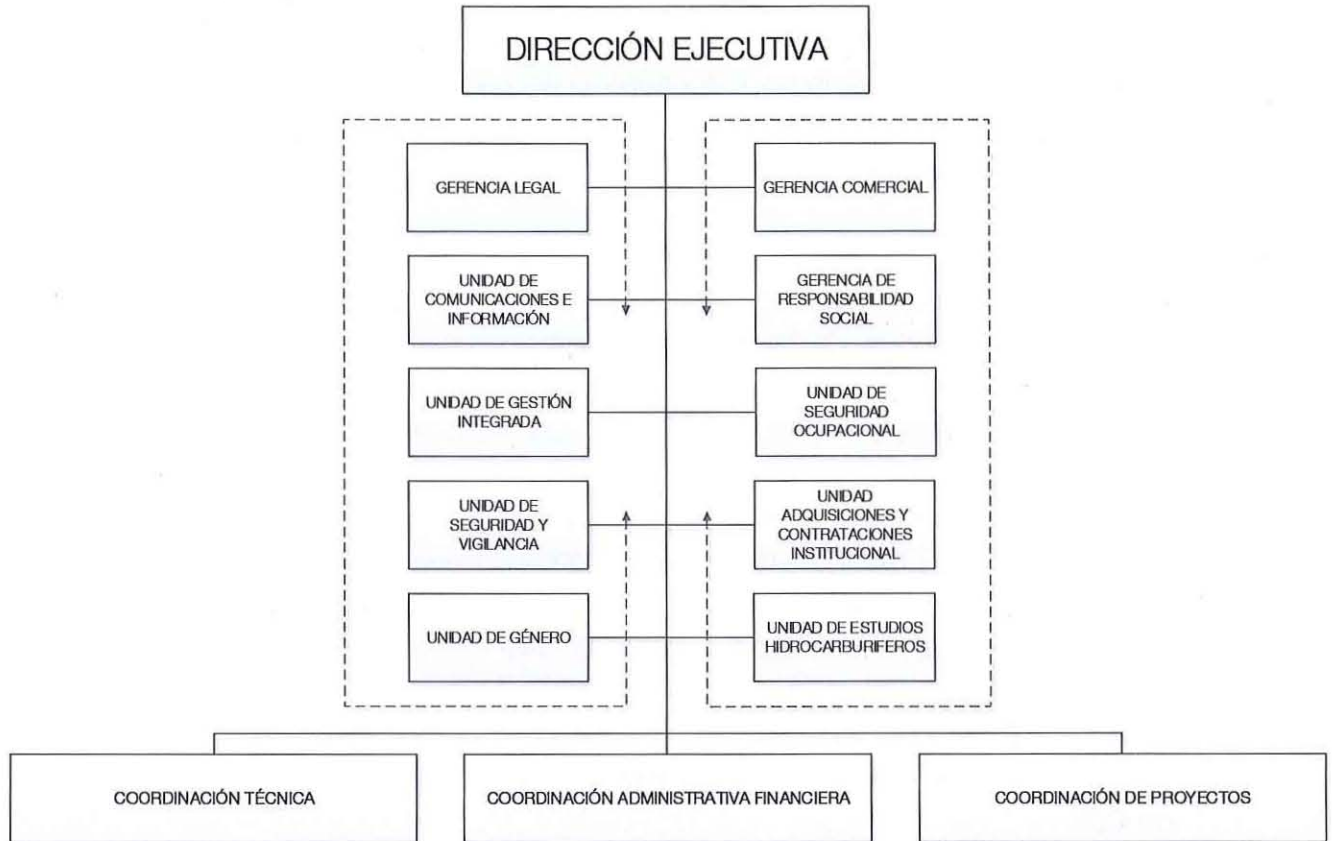 DIRECCIÓN EJECUTIVA
GERENCIA LEGAL
GERENCIA COMERCIAL
UNIDAD DE
COMUNICACIONES E
INFORMACIÓN
GERENCIA DE
RESPONSABILIDAD
SOCIAL
UNIDAD DE GESTIÓN
INTEGRADA
UNIDAD DE
SEGURIDAD
OCUPACIONAL
UNIDAD DE
SEGURIDAD Y
VIGILANCIA
UNIDAD
ADQUISICIONES Y
CONTRATACIONES
INSTITUCIONAL
UNIDAD DE GÉNERO
UNIDAD DE ESTUDIOS
HIDROCARBURIFEROS
COORDINACIÓN TÉCNICA
COORDINACIÓN ADMINISTRATIVA FINANCIERA
COORDINACIÓN DE PROYECTOS